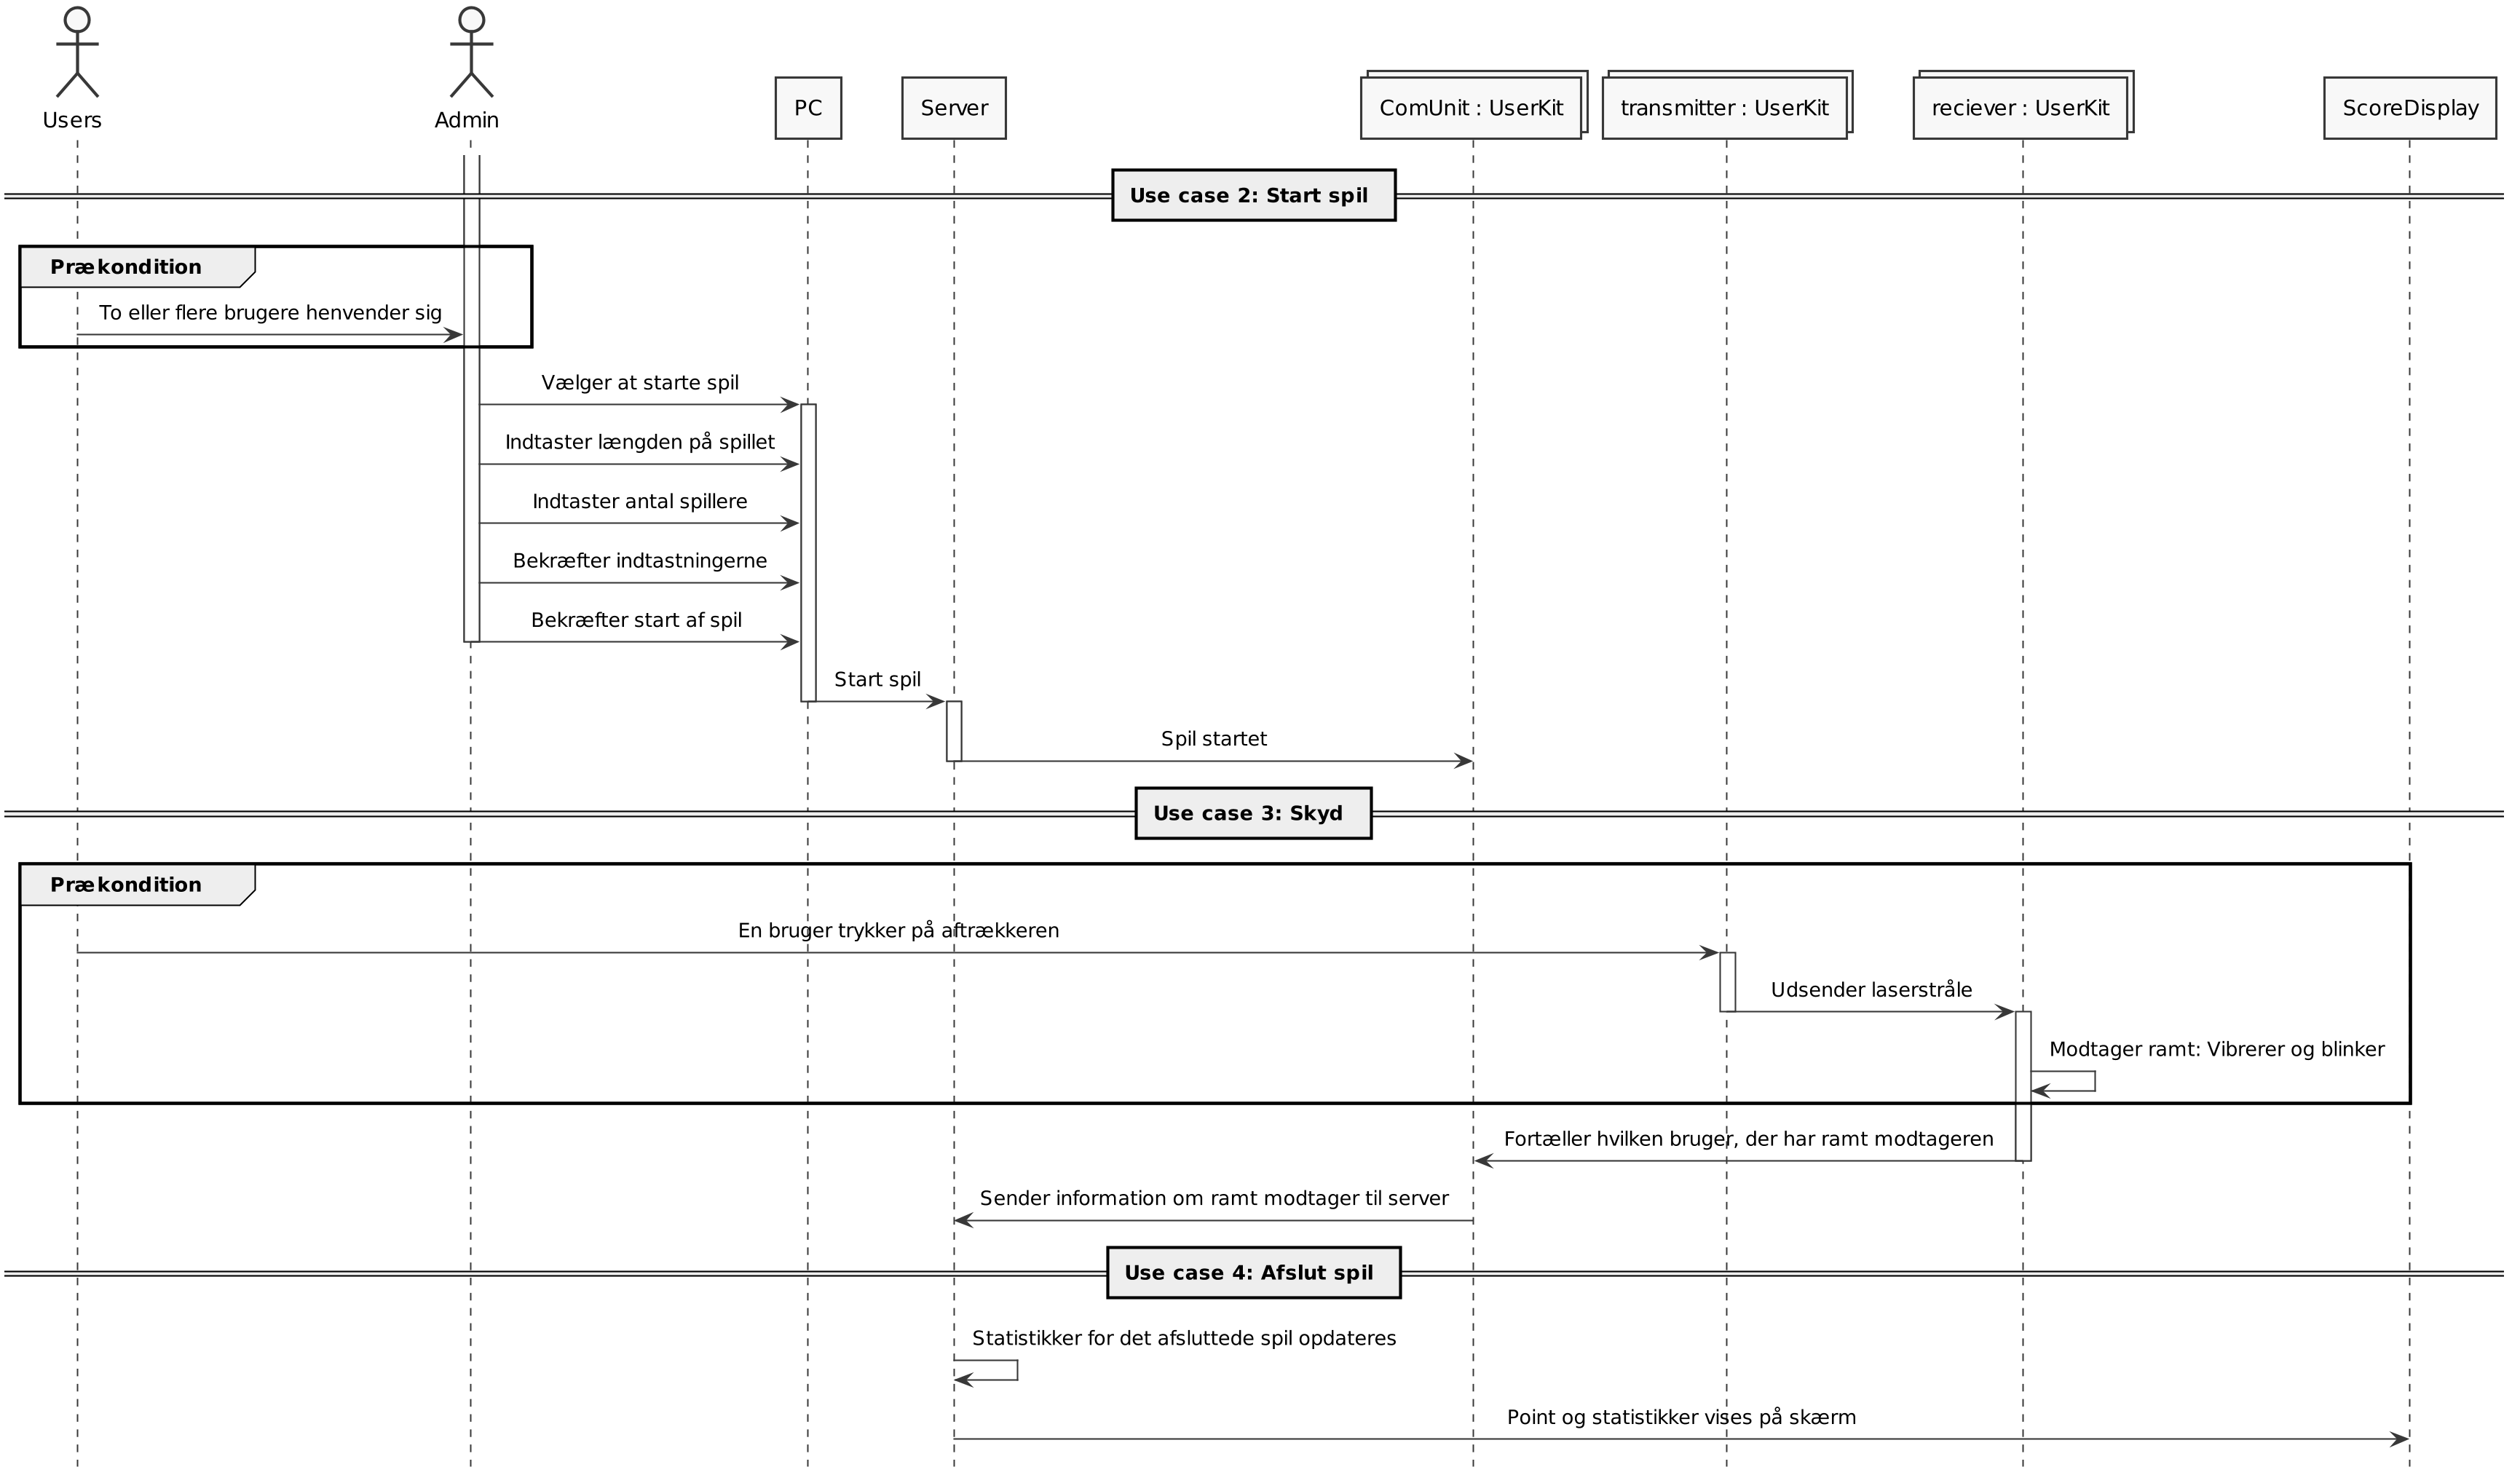 Users
Admin
PC
Server
ComUnit : UserKit
transmitter : UserKit
reciever : UserKit
ScoreDisplay
Use case 2: Start spil
Prækondition
To eller flere brugere henvender sig
Vælger at starte spil
Indtaster længden på spillet
Indtaster antal spillere
Bekræfter indtastningerne
Bekræfter start af spil
Start spil
Spil startet
Use case 3: Skyd
Prækondition
En bruger trykker på aftrækkeren
Udsender laserstråle
Modtager ramt: Vibrerer og blinker
Fortæller hvilken bruger, der har ramt modtageren
Sender information om ramt modtager til server
Use case 4: Afslut spil
Statistikker for det afsluttede spil opdateres
Point og statistikker vises på skærm